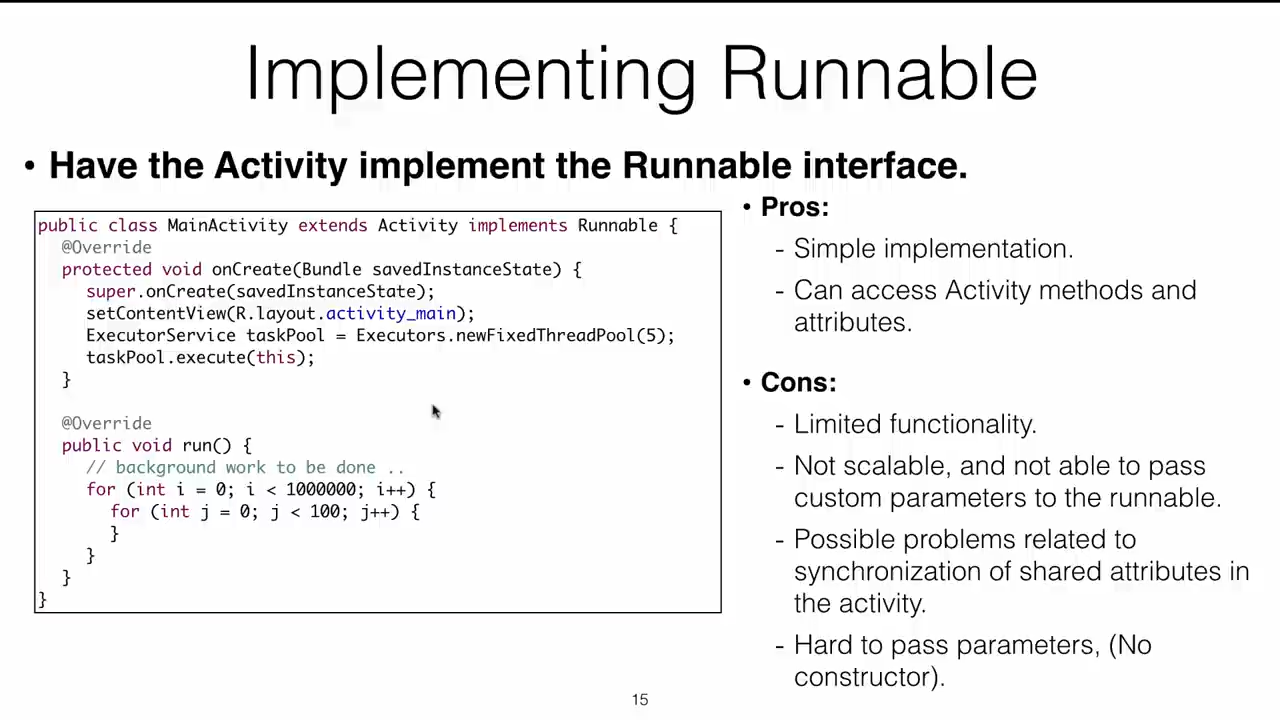 Implementing Runnable
• Have the Activity implement the Runnable interface.
public class MainActivity extends Activity implements Runnable {
@Override
protected void onCreate(Bundle savedInstanceState) {
super.onCreate(savedInstanceState);
setContentView(R.layout.activity_main);
ExecutorService taskPool = Executors.newFixedThreadPool(5);
taskPool.execute(this);
}
@Override
public void run() {
// background work to be done ..
for (int i = 0; i < 1000000; i++) {
for (int j = 0; j < 100; j++) {
}
}
}
}
• Pros:
- Simple implementation.
- Can access Activity methods and
attributes.
• Cons:
- Limited functionality.
- Not scalable, and not able to pass
custom parameters to the runnable.
- Possible problems related to
synchronization of shared attributes in
the activity.
- Hard to pass parameters, (No
constructor).
15